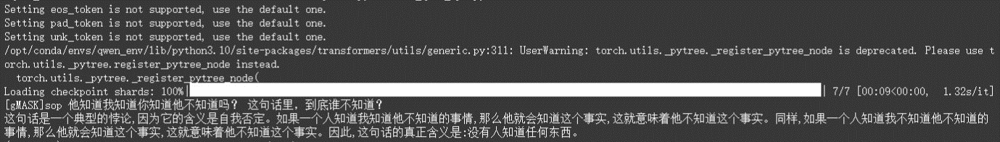 Setting eos_token is not supported, use the default one.
Setting pad_token is not supported, use the default one.
Setting unk_token is not supported, use the default one.
/opt/conda/envs/qwen_env/lib/python3.10/site-packages/transformers/utils/generic.py:311: UserWarning: torch.utils._pytree._register_pytree_node is deprecated. Please use t
orch.utils._pytree.register_pytree_node instead.
  torch.utils._pytree._register_pytree_node(
Loading checkpoint shards: 100%| | 7/7 [00:09<00:00,  1.32s/it]
[gMASK]sop 他知道我知道你知道他不知道吗？ 这句话里，到底谁不知道？
这句话是一个典型的悖论,因为它的含义是自我否定。如果一个人知道我知道他不知道的事情,那么他就会知道这个事实,这就意味着他不知道这个事实。同样,如果一个人知道我不知道他不知道的
事情,那么他就会知道这个事实,这就意味着他不知道这个事实。因此,这句话的真正含义是:没有人知道任何东西。